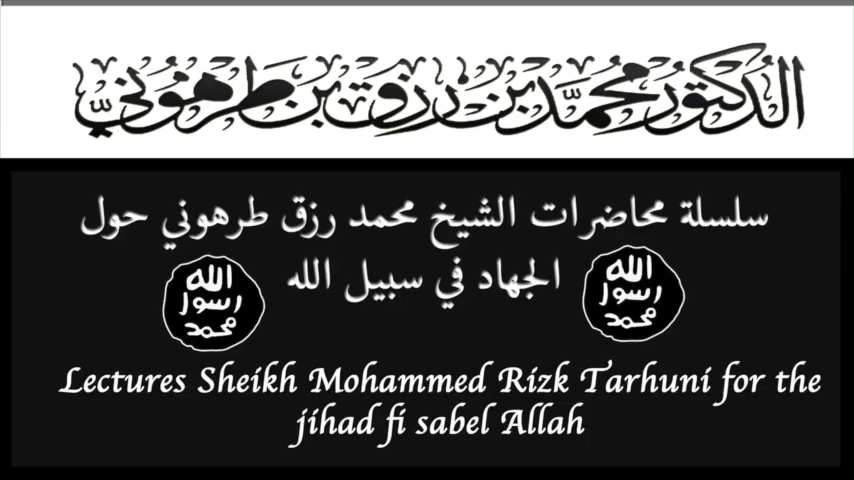 الدكتور محمد بن رزق بن طرهوني
سلسلة محاضرات الشيخ محمد رزق طرهوني حول
الجهاد في سبيل الله
الله
رسول
محمد
الله
رسول
محمد
Lectures Sheikh Mohammed Rizk Tarhuni for the
jihad fi sabel Allah